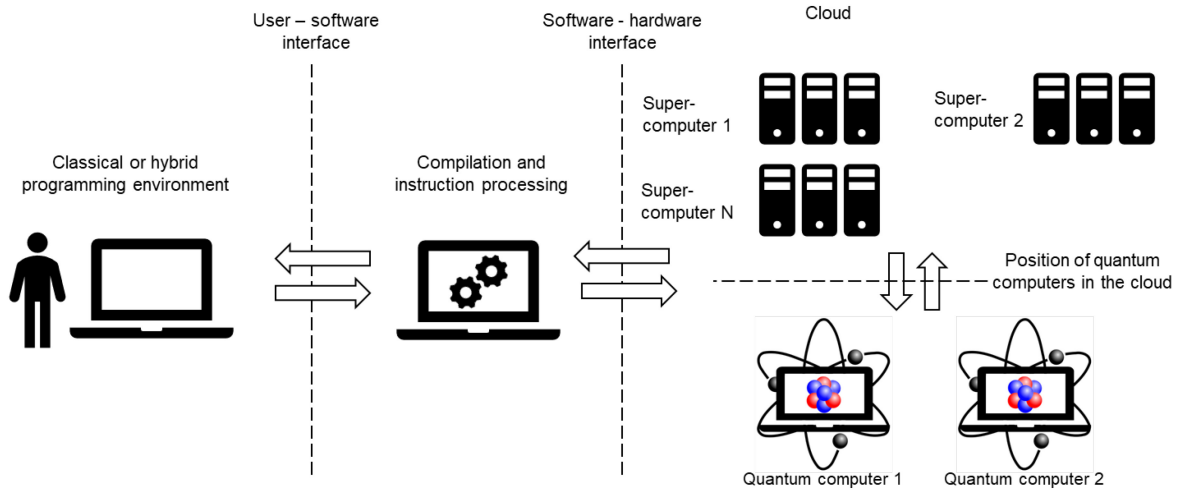 User – software
interface
Software - hardware
interface
Cloud
Super-
computer 1
Super-
computer 2
Classical or hybrid
programming environment
Compilation and
instruction processing
Super-
computer N
Position of quantum
computers in the cloud
Quantum computer 1
Quantum computer 2